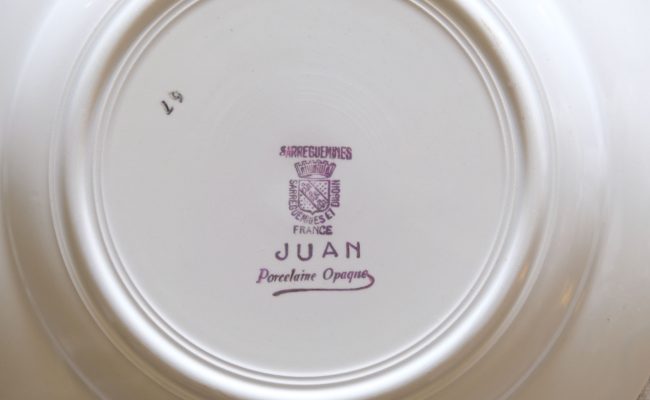 67
SARREGUEMINES
SARREGUEMINES ET DIGOIN
FRANCE
JUAN
Porcelaine Opaque